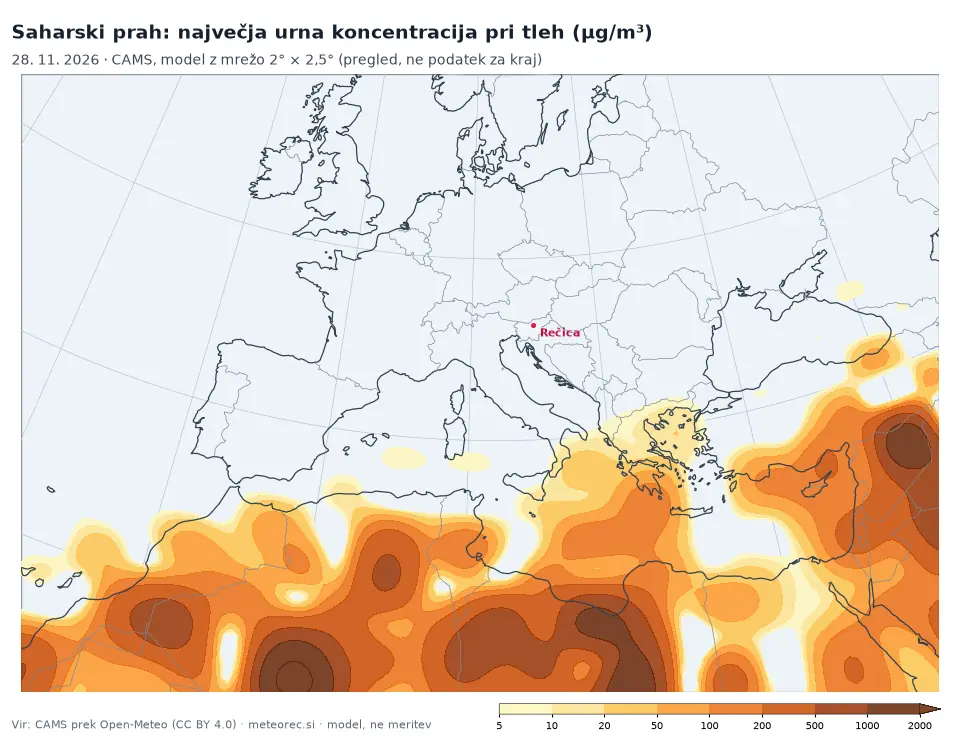 Saharski prah: največja urna koncentracija pri tleh (µg/m³)
28. 11. 2026 · CAMS, model z mrežo 2° × 2,5° (pregled, ne podatek za kraj)
Rečica
5 10 20 50 100 200 500 1000 2000
Vir: CAMS prek Open-Meteo (CC BY 4.0) · meteorec.si · model, ne meritev